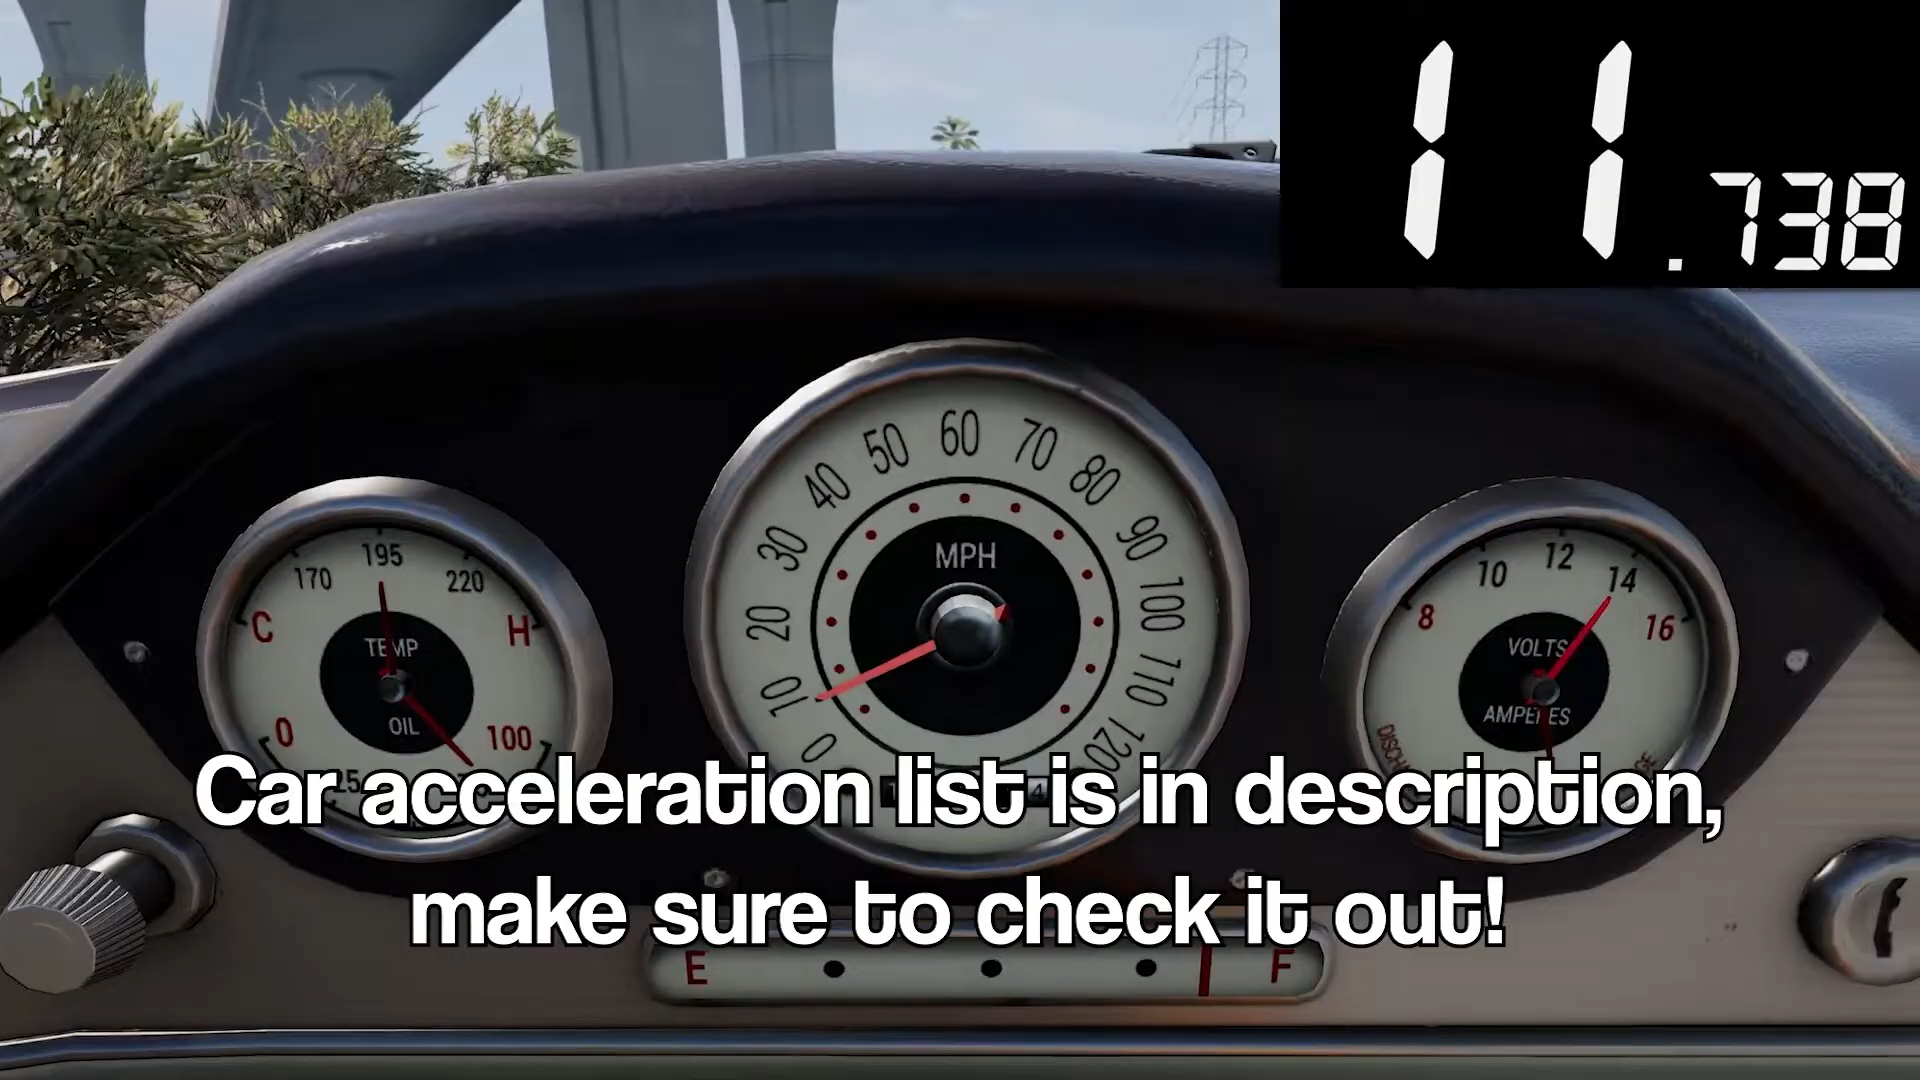 11.738
50 60 70
40 80
30 90
20 100
10 110
0 120
MPH
170 195 220
C H
TEMP
OIL
0 100
25
8 10 12 14 16
VOLTS
AMPERES
Car acceleration list is in description,
make sure to check it out!
E F